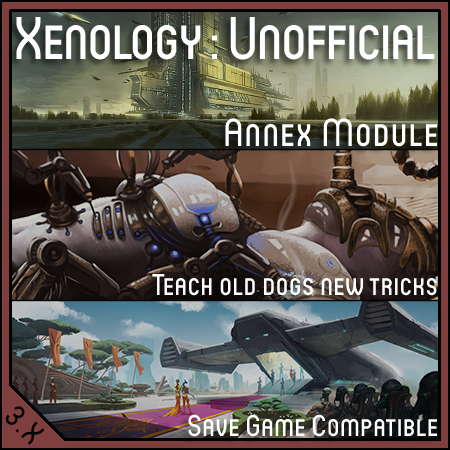 Xenology : Unofficial
Annex Module
Teach old dogs new tricks
Save Game Compatible
3.X